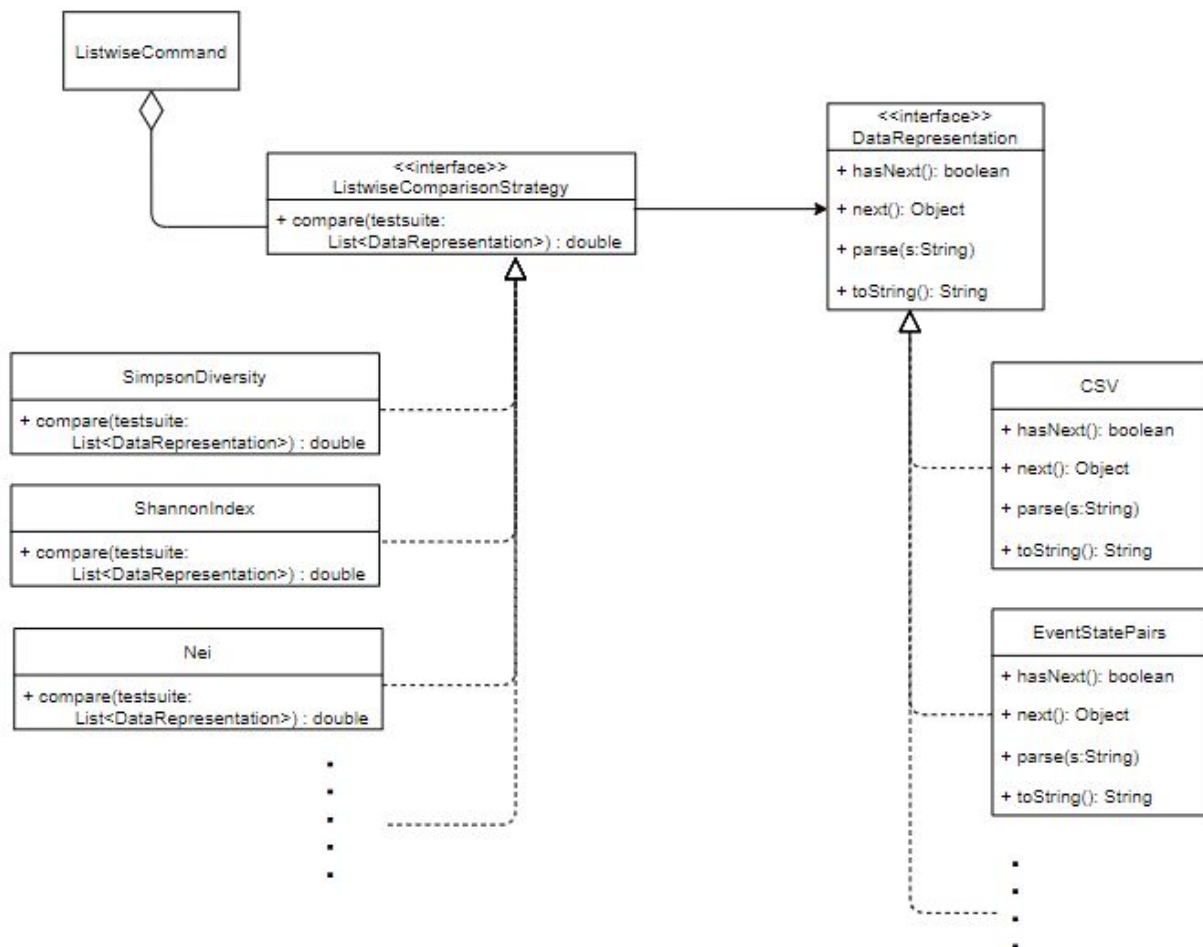 ListwiseCommand
<<interface>>
ListwiseComparisonStrategy
+ compare(testsuite:
List<DataRepresentation>) : double
<<interface>>
DataRepresentation
+ hasNext(): boolean
+ next(): Object
+ parse(s:String)
+ toString(): String
SimpsonDiversity
+ compare(testsuite:
List<DataRepresentation>) : double
ShannonIndex
+ compare(testsuite:
List<DataRepresentation>) : double
Nei
+ compare(testsuite:
List<DataRepresentation>) : double
CSV
+ hasNext(): boolean
+ next(): Object
+ parse(s:String)
+ toString(): String
EventStatePairs
+ hasNext(): boolean
+ next(): Object
+ parse(s:String)
+ toString(): String